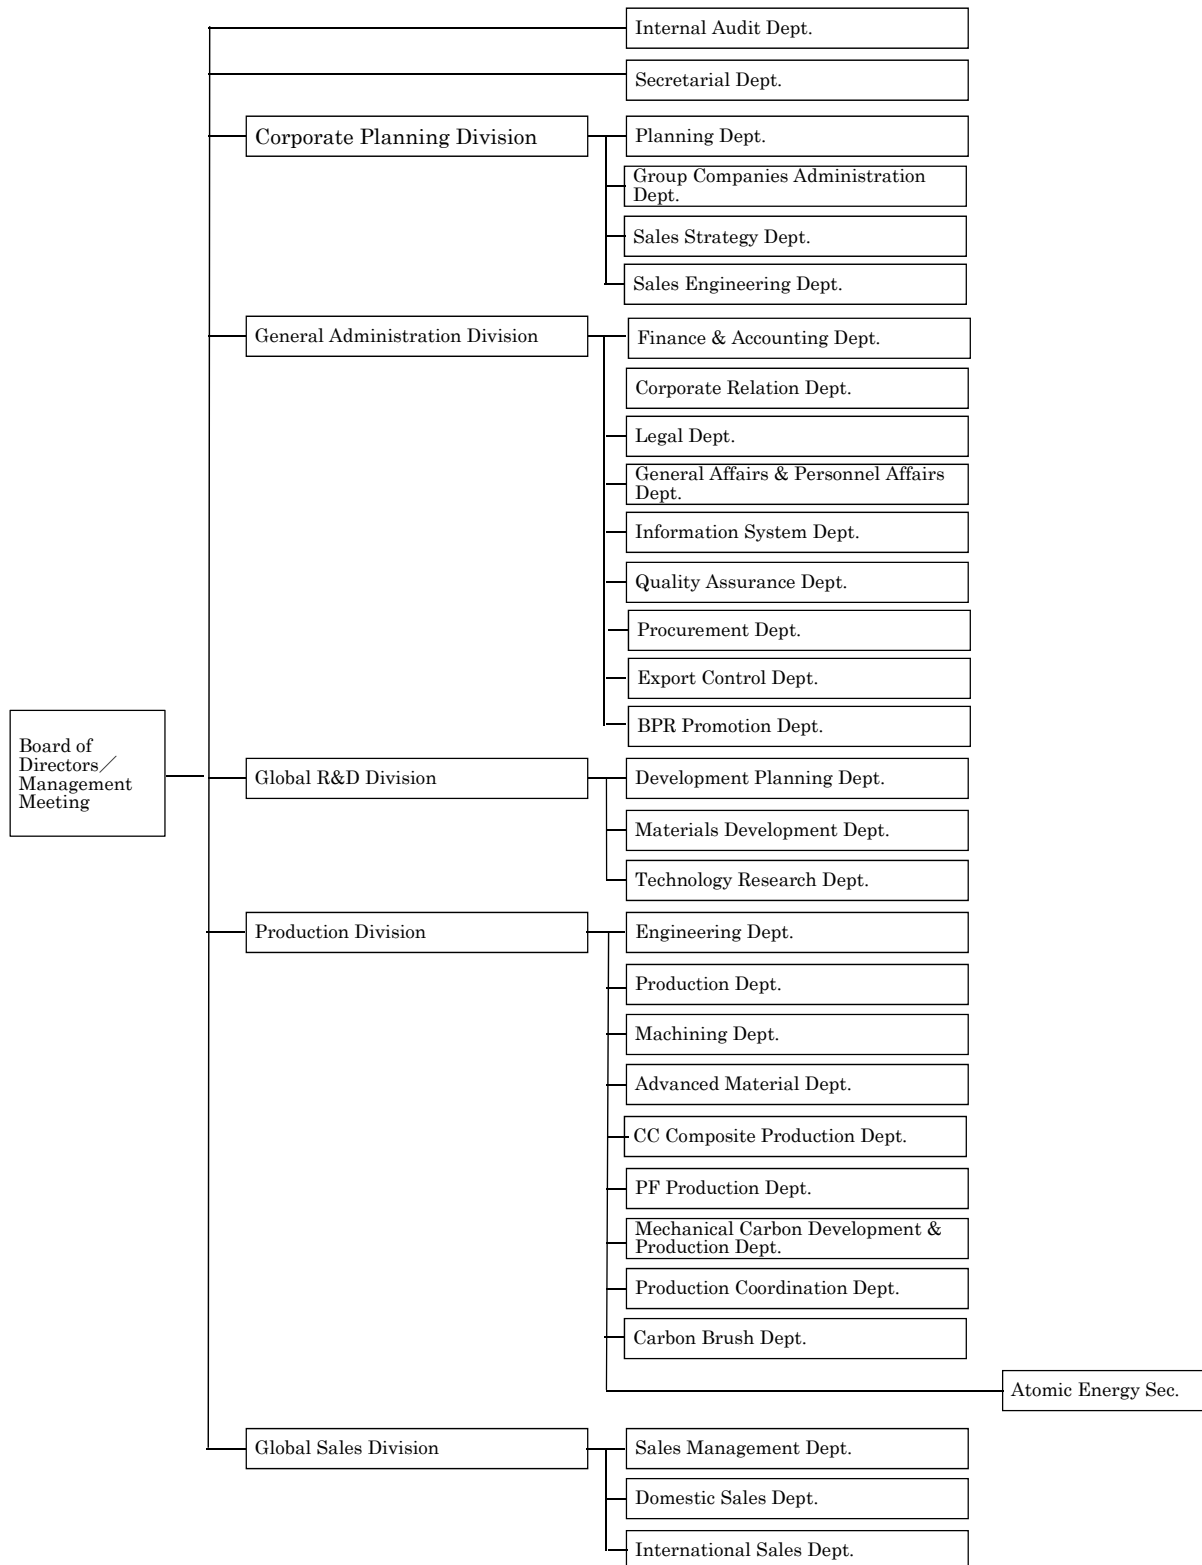 Internal Audit Dept.
Secretarial Dept.
Corporate Planning Division
Planning Dept.
Group Companies Administration
Dept.
Sales Strategy Dept.
Sales Engineering Dept.
General Administration Division
Finance & Accounting Dept.
Corporate Relation Dept.
Legal Dept.
General Affairs & Personnel Affairs
Dept.
Information System Dept.
Quality Assurance Dept.
Procurement Dept.
Export Control Dept.
BPR Promotion Dept.
Board of
Directors／
Management
Meeting
Global R&D Division
Development Planning Dept.
Materials Development Dept.
Technology Research Dept.
Production Division
Engineering Dept.
Production Dept.
Machining Dept.
Advanced Material Dept.
CC Composite Production Dept.
PF Production Dept.
Mechanical Carbon Development &
Production Dept.
Production Coordination Dept.
Carbon Brush Dept.
Atomic Energy Sec.
Global Sales Division
Sales Management Dept.
Domestic Sales Dept.
International Sales Dept.